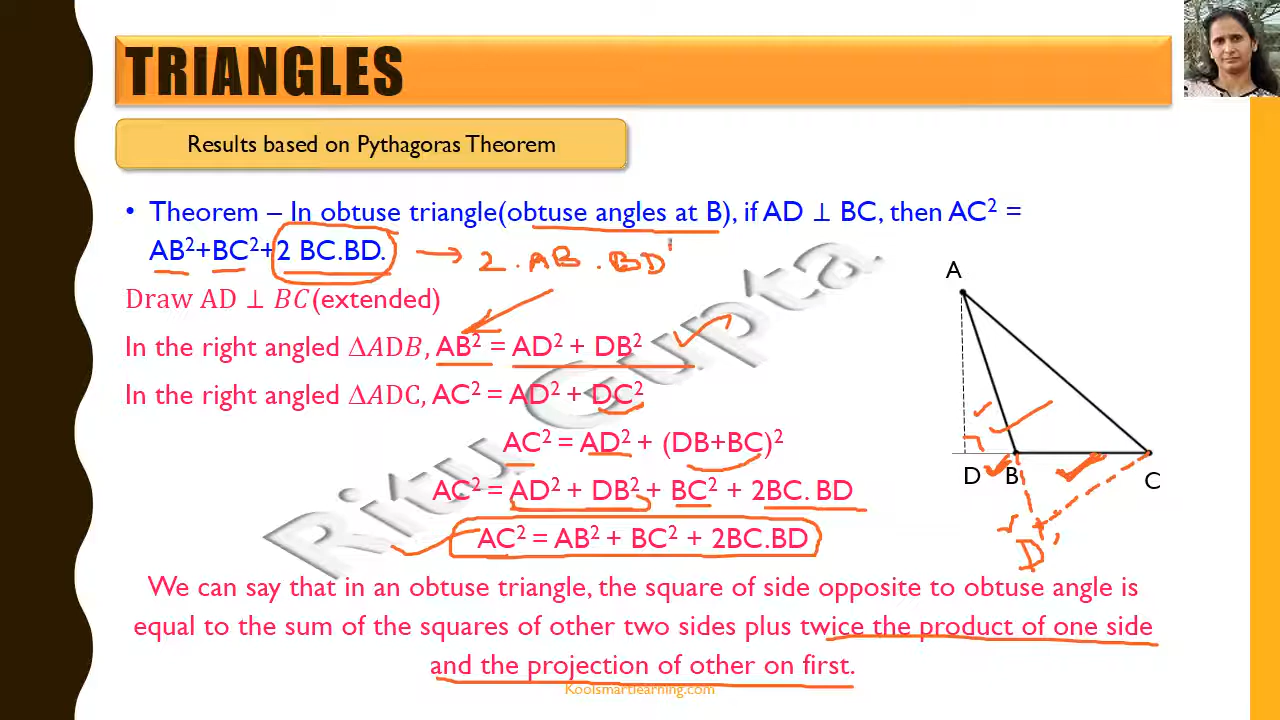 TRIANGLES
Results based on Pythagoras Theorem
• Theorem – In obtuse triangle(obtuse angles at B), if AD ⊥ BC, then AC² =
AB²+BC²+2 BC.BD. → 2.AB.BD'
Draw AD ⊥ BC(extended)
In the right angled ΔADB, AB² = AD² + DB²
In the right angled ΔADC, AC² = AD² + DC²
AC² = AD² + (DB+BC)²
AC² = AD² + DB² + BC² + 2BC. BD
AC² = AB² + BC² + 2BC.BD
We can say that in an obtuse triangle, the square of side opposite to obtuse angle is
equal to the sum of the squares of other two sides plus twice the product of one side
and the projection of other on first.
Koolsmartlearning.com
Ritu Gupta
A
D B C
D'